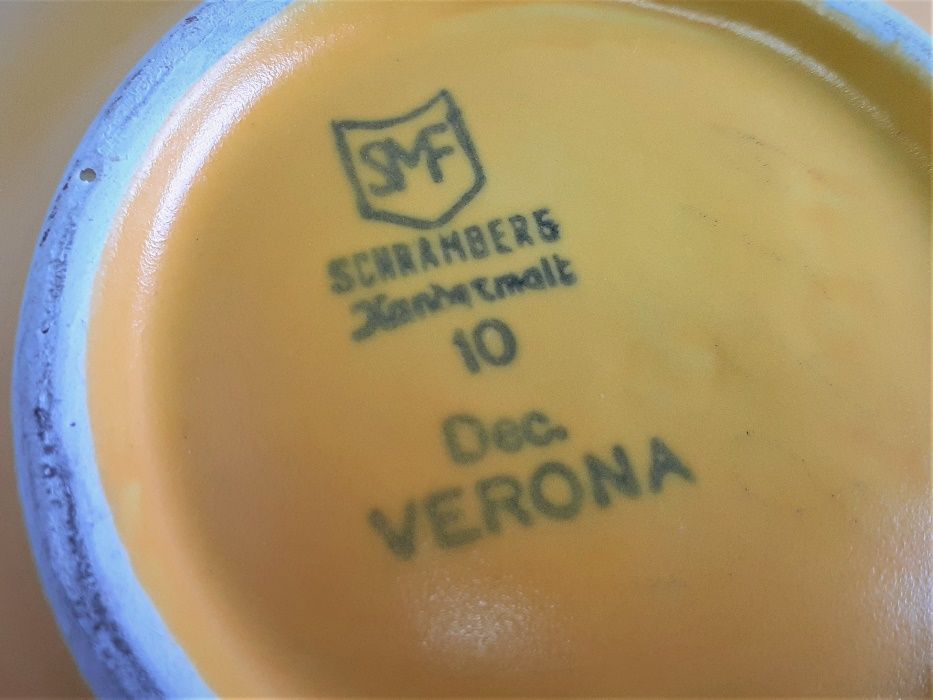 SMF
SCHRAMBERG
Handgemalt
10
Dec.
VERONA